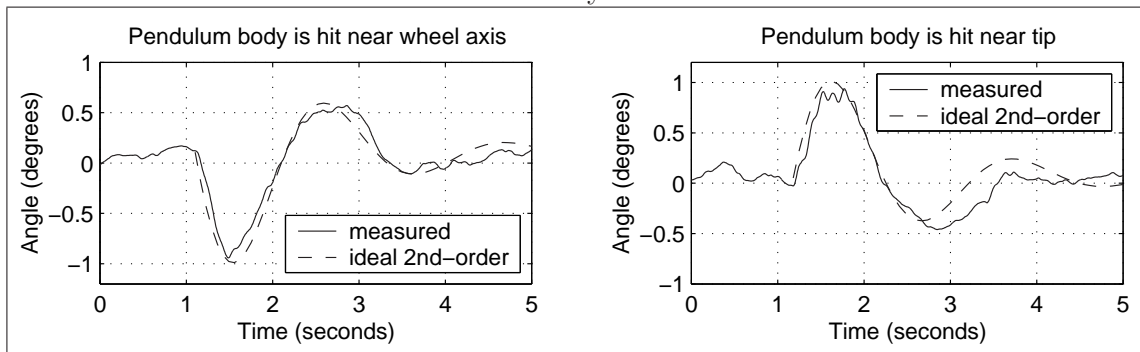 y
Pendulum body is hit near wheel axis
1
0.5
0
−0.5
−1
Angle (degrees)
measured
ideal 2nd−order
0 1 2 3 4 5
Time (seconds)
Pendulum body is hit near tip
1
0.5
0
−0.5
−1
Angle (degrees)
measured
ideal 2nd−order
0 1 2 3 4 5
Time (seconds)